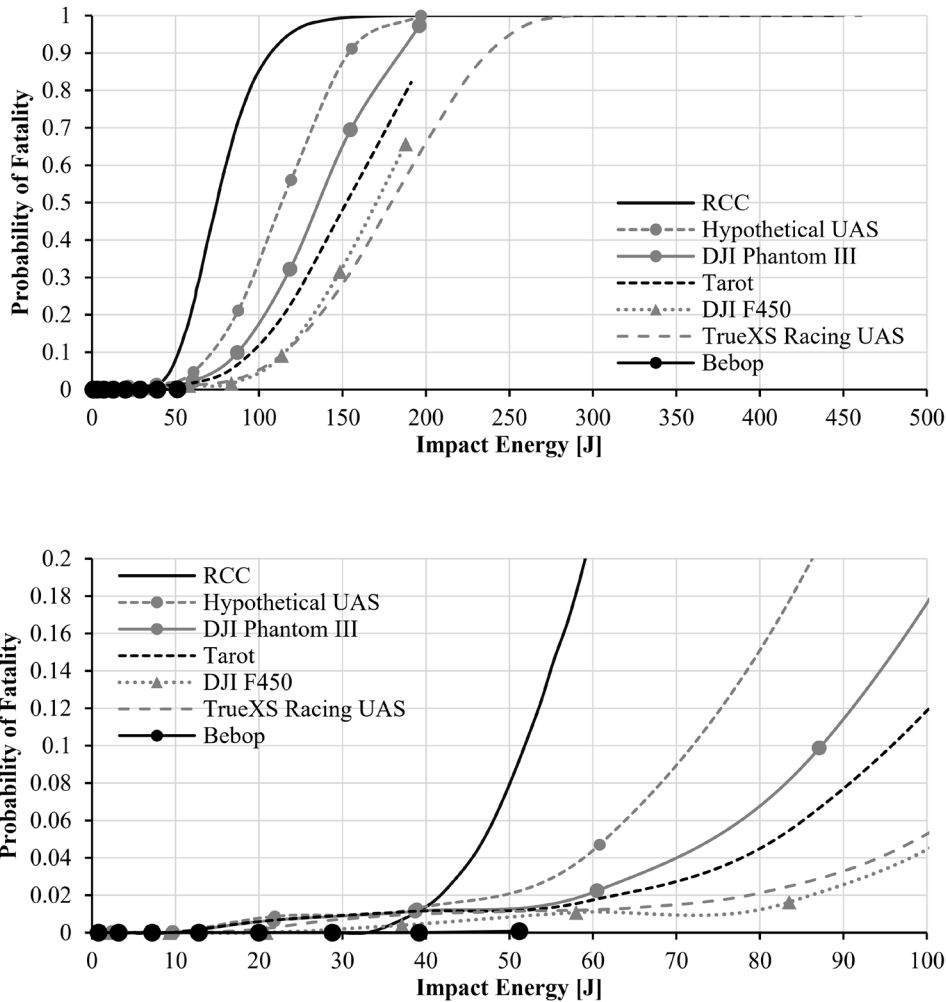 1
0.9
0.8
0.7
0.6
0.5
0.4
0.3
0.2
0.1
0
Probability of Fatality
RCC
Hypothetical UAS
DJI Phantom III
Tarot
DJI F450
TrueXS Racing UAS
Bebop
0 50 100 150 200 250 300 350 400 450 500
Impact Energy [J]
0.2
0.18
0.16
0.14
0.12
0.1
0.08
0.06
0.04
0.02
0
Probability of Fatality
RCC
Hypothetical UAS
DJI Phantom III
Tarot
DJI F450
TrueXS Racing UAS
Bebop
0 10 20 30 40 50 60 70 80 90 100
Impact Energy [J]